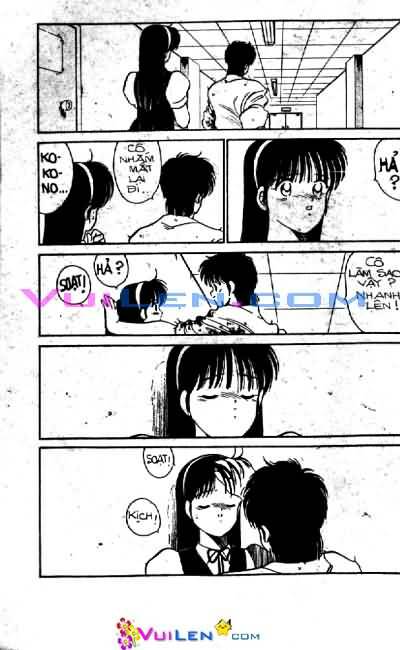 KO-
KO-
NO...
CÔ
NHẮM
MẮT
LẠI
ĐI...
HẢ?
SOẠT!
HẢ?
CÔ
LÀM SAO
VẬY?
NHANH
LÊN!
VUILEN.COM
SOẠT!
KỊCH!
VUILEN.COM